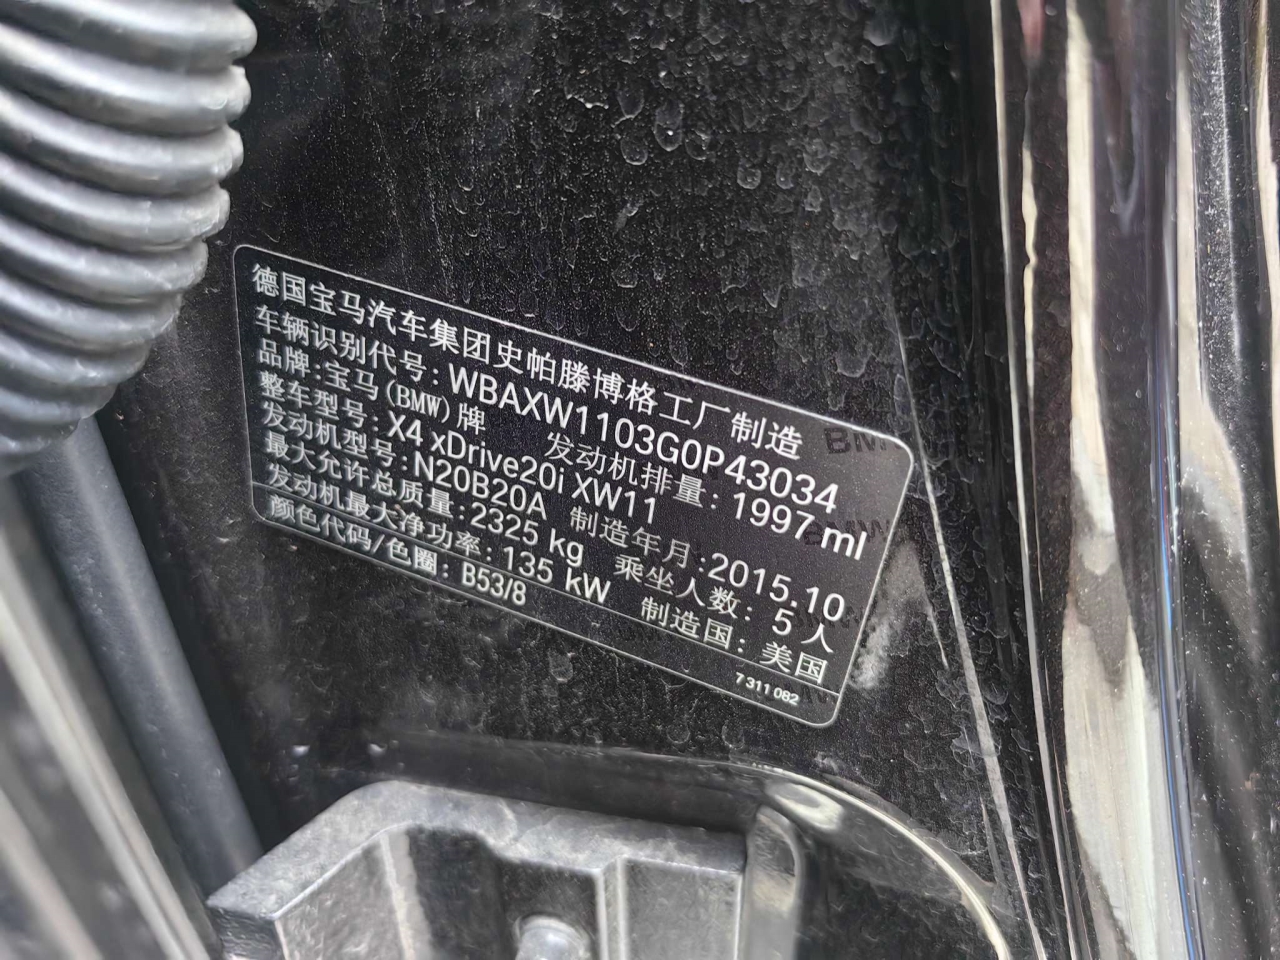 德国宝马汽车集团史帕滕博格工厂制造
车辆识别代号: WBAXW1103G0P43034
品牌: 宝马(BMW)牌 发动机排量: 1997 ml
整车型号: X4 xDrive20i XW11
发动机型号: N20B20A 制造年月: 2015.10
最大允许总质量: 2325 kg 乘坐人数: 5 人
发动机最大净功率: 135 kW 制造国: 美国
颜色代码/色圈: B53/8
7 311 082